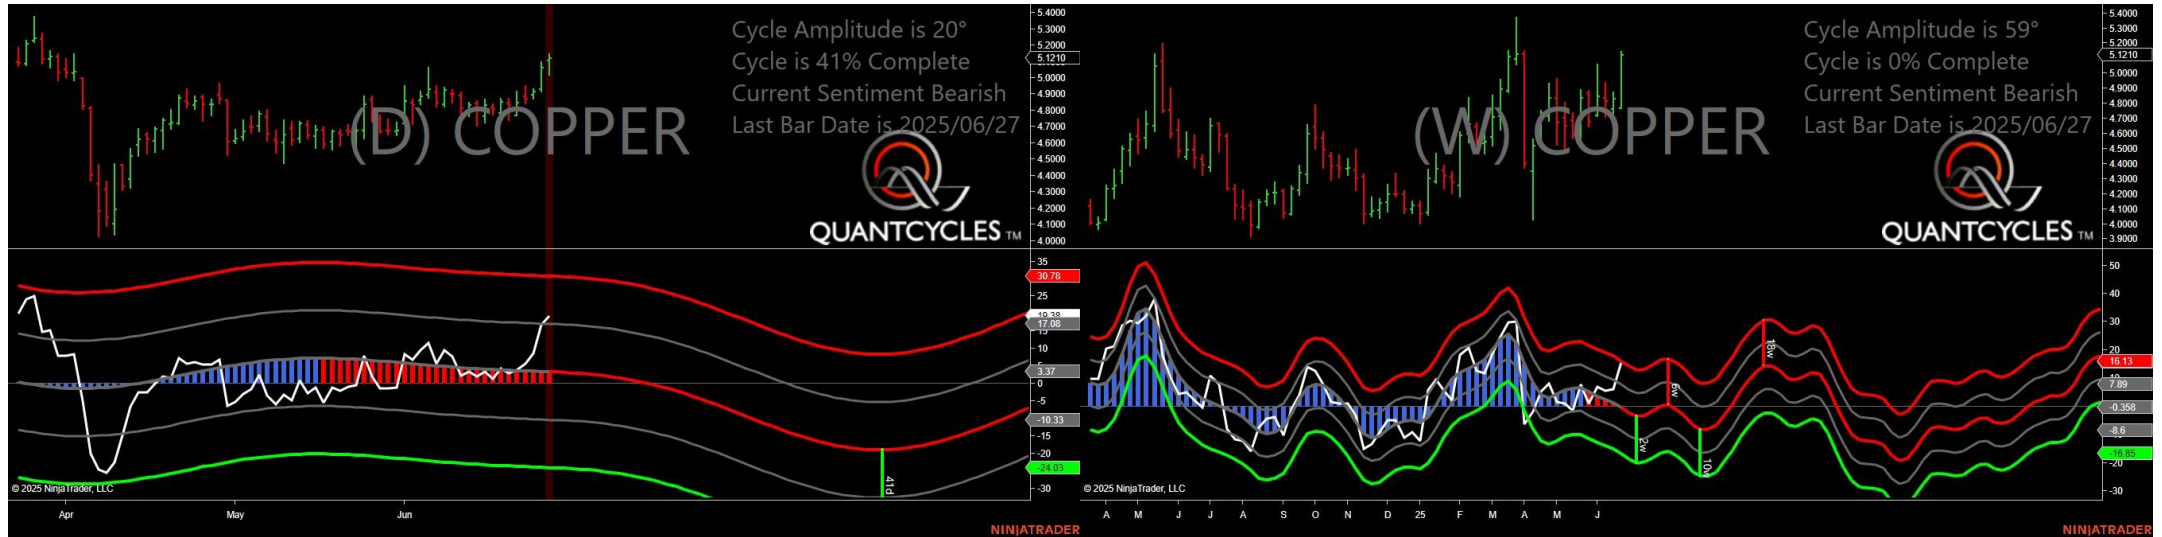 Cycle Amplitude is 20°
Cycle is 41% Complete
Current Sentiment Bearish
Last Bar Date is 2025/06/27
(D) COPPER
QUANTCYCLES TM
5.4000
5.3000
5.2000
5.1210
5.0000
4.9000
4.8000
4.7000
4.6000
4.5000
4.4000
4.3000
4.2000
4.1000
4.0000
35
30.78
25
19.38
17.08
15
10
5
3.37
0
-5
-10.33
-15
-20
-24.03
-30
41d
© 2025 NinjaTrader, LLC
Apr May Jun
NINJATRADER
Cycle Amplitude is 59°
Cycle is 0% Complete
Current Sentiment Bearish
Last Bar Date is 2025/06/27
(W) COPPER
QUANTCYCLES TM
5.4000
5.3000
5.2000
5.1210
5.0000
4.9000
4.8000
4.7000
4.6000
4.5000
4.4000
4.3000
4.2000
4.1000
4.0000
3.9000
50
40
30
20
16.13
7.89
-0.358
-8.6
-16.85
-20
-30
2w
6w
10w
18w
© 2025 NinjaTrader, LLC
A M J J A S O N D 25 F M A M J
NINJATRADER